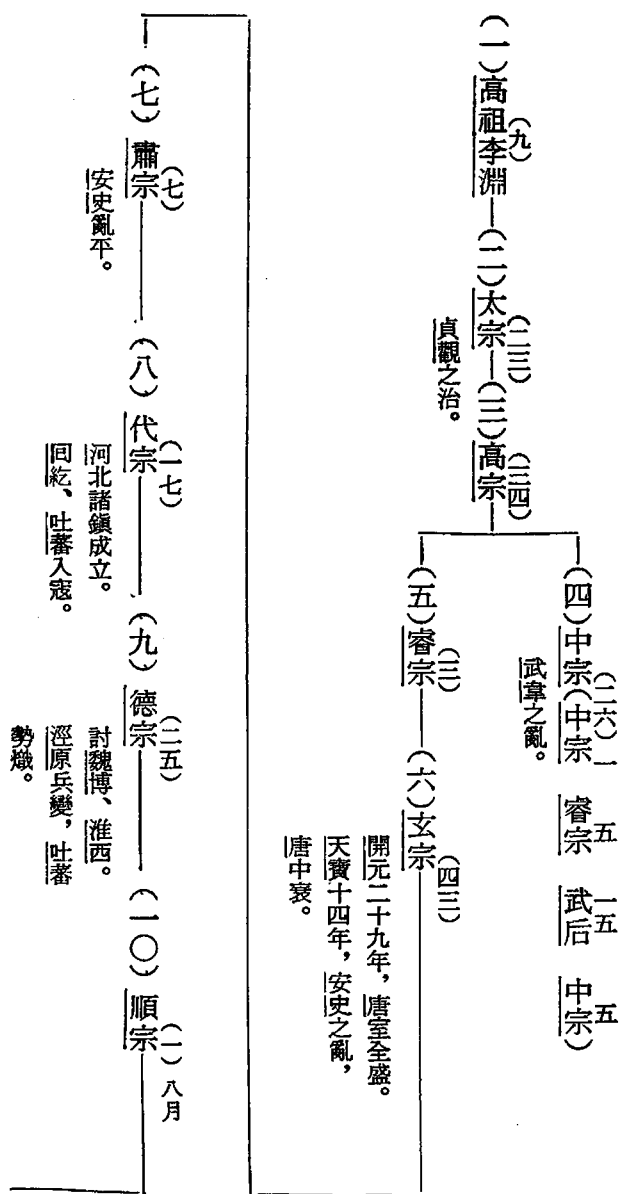 (一)高祖李淵(九)
(二)太宗(二三)
貞觀之治。
(三)高宗(三四)
(四)中宗(二六)(中宗一 睿宗五 武后一五 中宗五)
武韋之亂。
(五)睿宗(三)
(六)玄宗(四三)
開元二十九年，唐室全盛。
天寶十四年，安史之亂，
唐中衰。
(七)肅宗(七)
安史亂平。
(八)代宗(一七)
河北諸鎭成立。
回紇、吐蕃入寇。
(九)德宗(二五)
討魏博、淮西。
涇原兵變，吐蕃
勢熾。
(一〇)順宗(一)八月